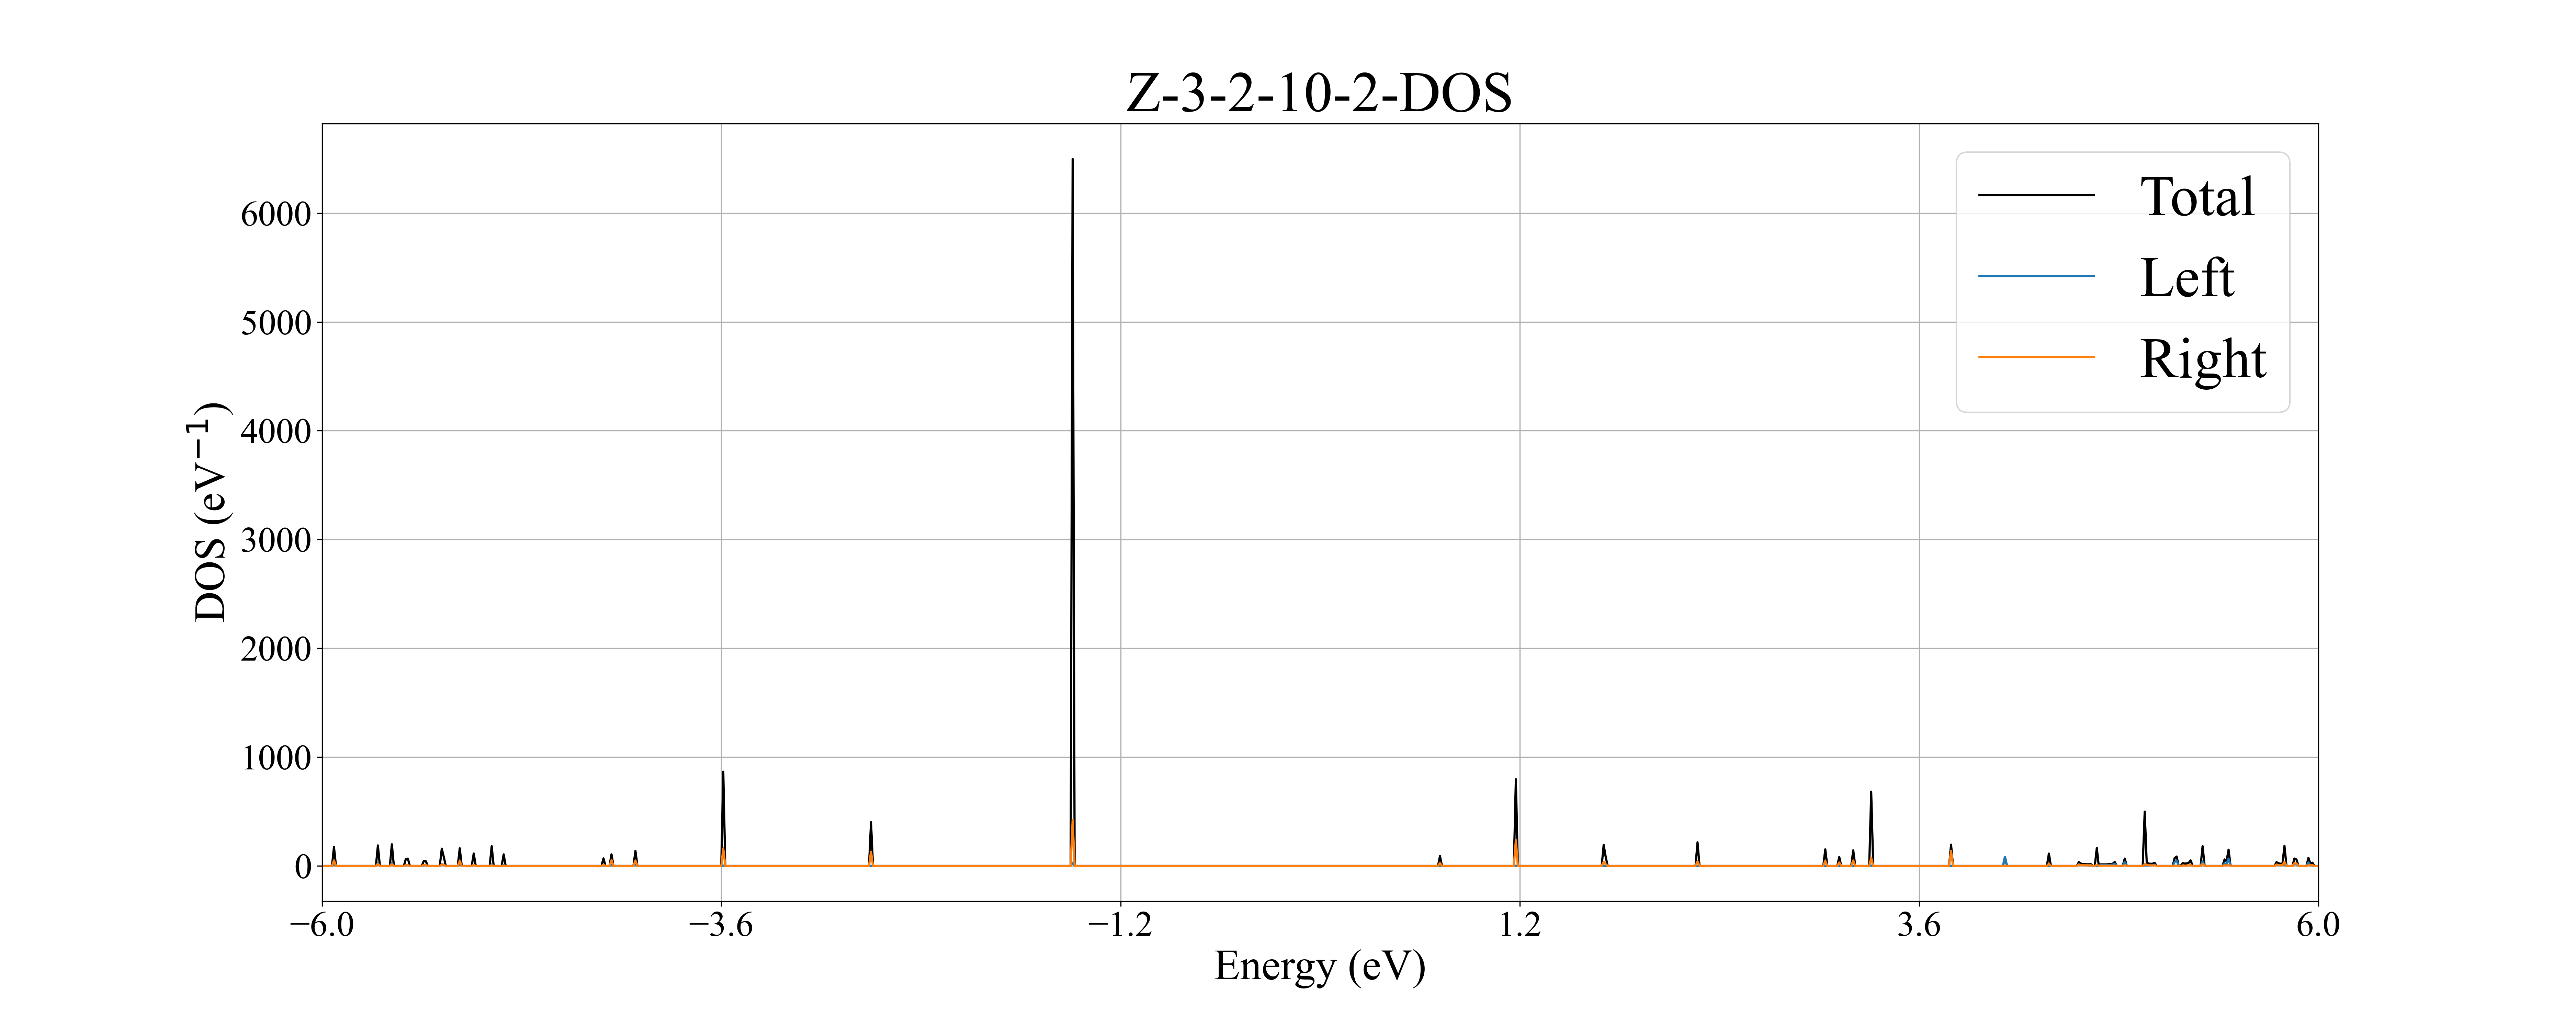 Z-3-2-10-2-DOS
Total
Left
Right
DOS (eV⁻¹)
6000
5000
4000
3000
2000
1000
0
−6.0 −3.6 −1.2 1.2 3.6 6.0
Energy (eV)